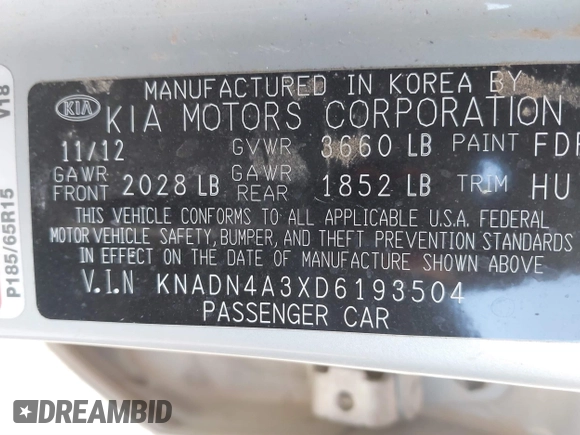 MANUFACTURED IN KOREA BY
KIA KIA MOTORS CORPORATION
11/12 GVWR 3660 LB PAINT
GAWR FRONT 2028 LB GAWR REAR 1852 LB TRIM HU
THIS VEHICLE CONFORMS TO ALL APPLICABLE U.S.A. FEDERAL
MOTOR VEHICLE SAFETY, BUMPER, AND THEFT PREVENTION STANDARDS
IN EFFECT ON THE DATE OF MANUFACTURE SHOWN ABOVE
V.I.N KNADN4A3XD6193504
PASSENGER CAR
P185/65R15
V18
DREAMBID